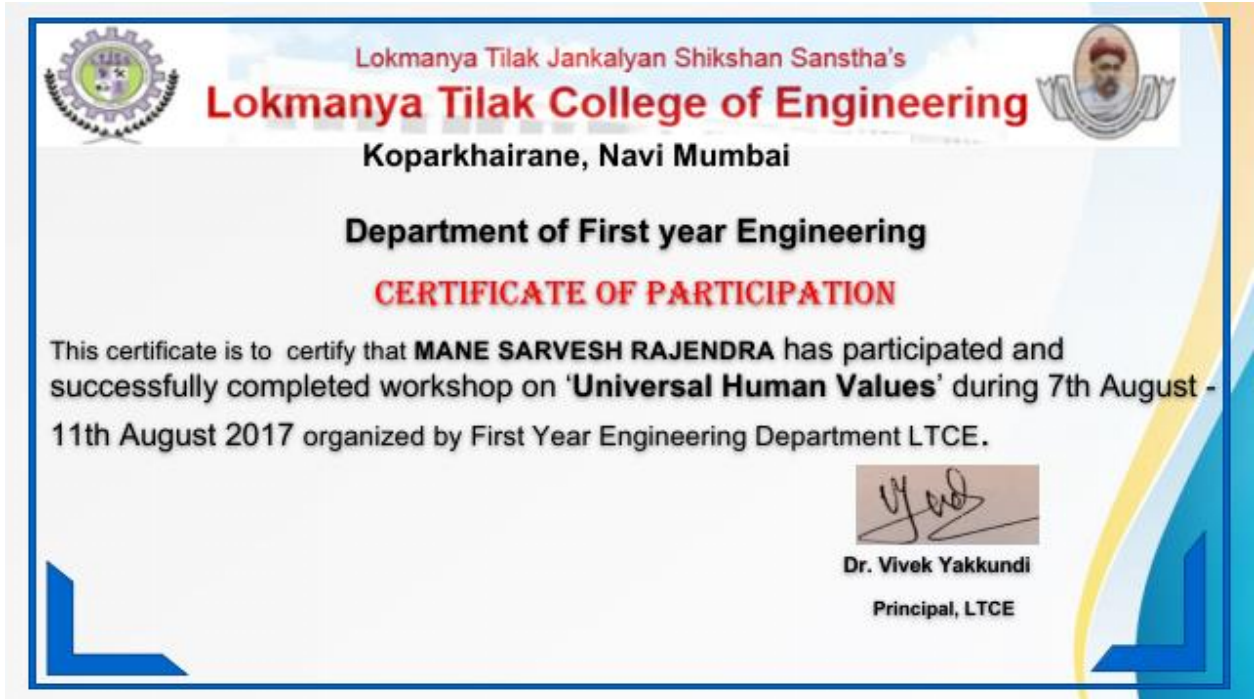 LTJSS
Lokmanya Tilak Jankalyan Shikshan Sanstha's
Lokmanya Tilak College of Engineering
Koparkhairane, Navi Mumbai
Department of First year Engineering
CERTIFICATE OF PARTICIPATION
This certificate is to certify that MANE SARVESH RAJENDRA has participated and
successfully completed workshop on ‘Universal Human Values’ during 7th August -
11th August 2017 organized by First Year Engineering Department LTCE.
Dr. Vivek Yakkundi
Principal, LTCE